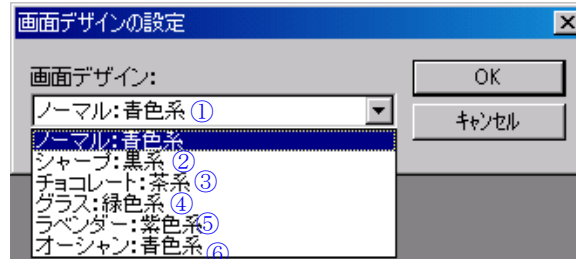 画面デザインの設定
画面デザイン:
OK
ノーマル:青色系 ①
キャンセル
ノーマル:青色系
シャープ:黒系 ②
チョコレート:茶系 ③
グラス:緑色系 ④
ラベンダー:紫色系⑤
オーシャン:青色系⑥